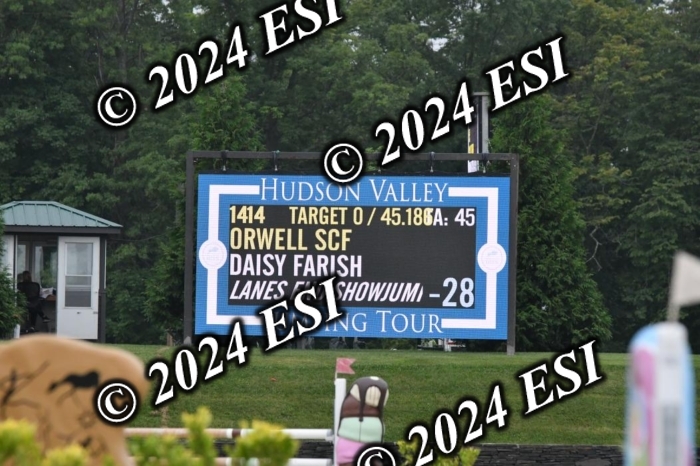 © 2024 ESI
© 2024 ESI
© 2024 ESI
HUDSON VALLEY
1414 TARGET 0 / 45.186 TA: 45
ORWELL SCF
DAISY FARISH
LANES
-28
TOUR
© 2024 ESI
© 2024 ESI